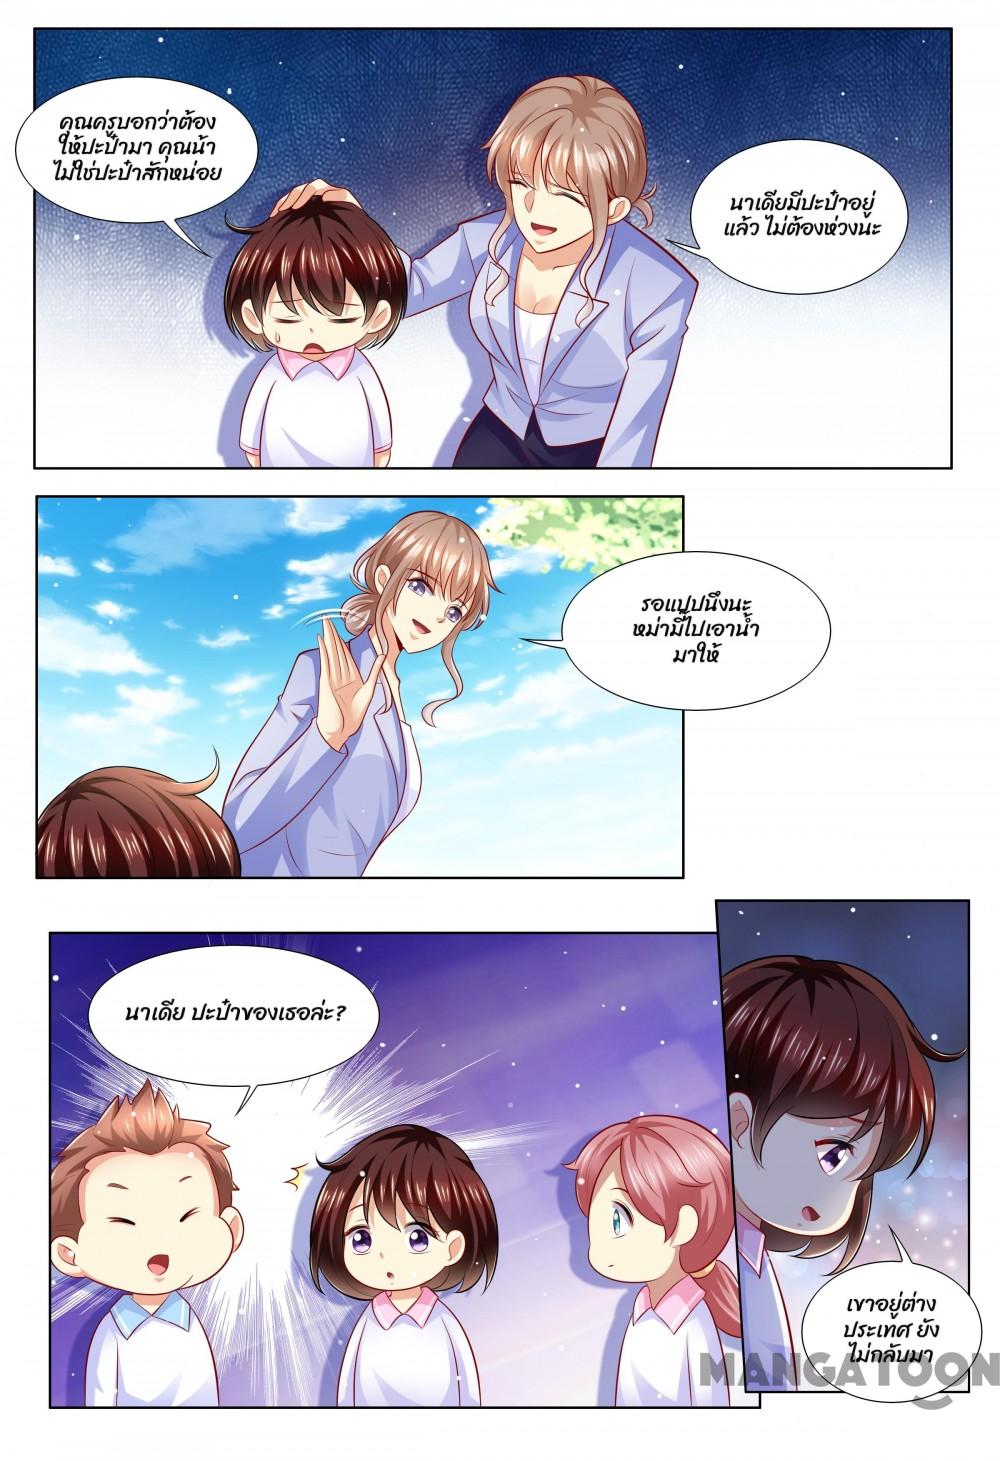 คุณครูบอกว่าต้อง
ให้ปะป๋ามา คุณน้า
ไม่ใช่ปะป๋าสักหน่อย
นาเดียมีปะป๋าอยู่
แล้ว ไม่ต้องห่วงนะ
รอแปปนึงนะ
หม่ามี๊ไปเอาน้ำ
มาให้
นาเดีย ปะป๋าของเธอล่ะ?
เขาอยู่ต่าง
ประเทศ ยัง
ไม่กลับมา
MANGATOON